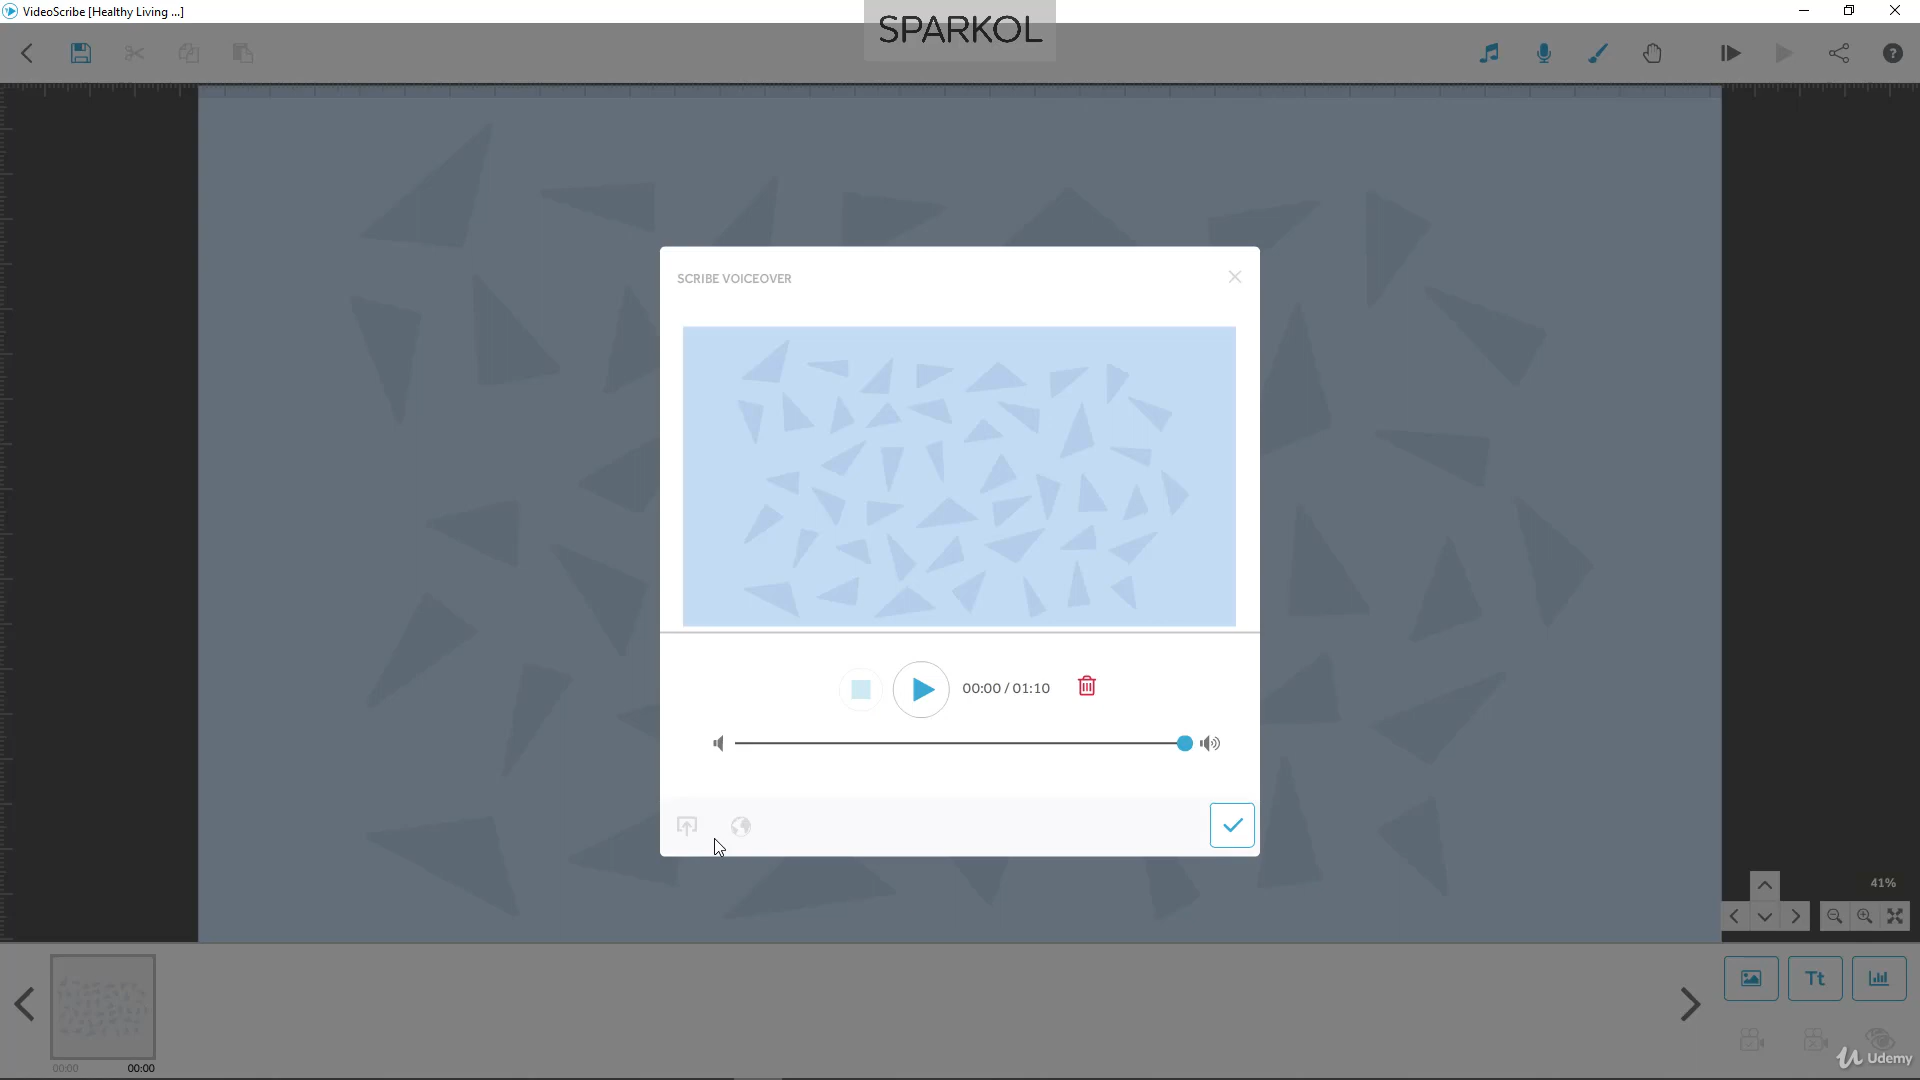 VideoScribe [Healthy Living ...]
SPARKOL
?
SCRIBE VOICEOVER
00:00 / 01:10
41%
Tt
00:00
00:00
Udemy